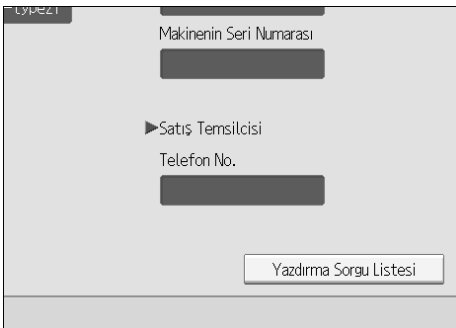 Makinenin Seri Numarası
▶Satış Temsilcisi
Telefon No.
Yazdırma Sorgu Listesi